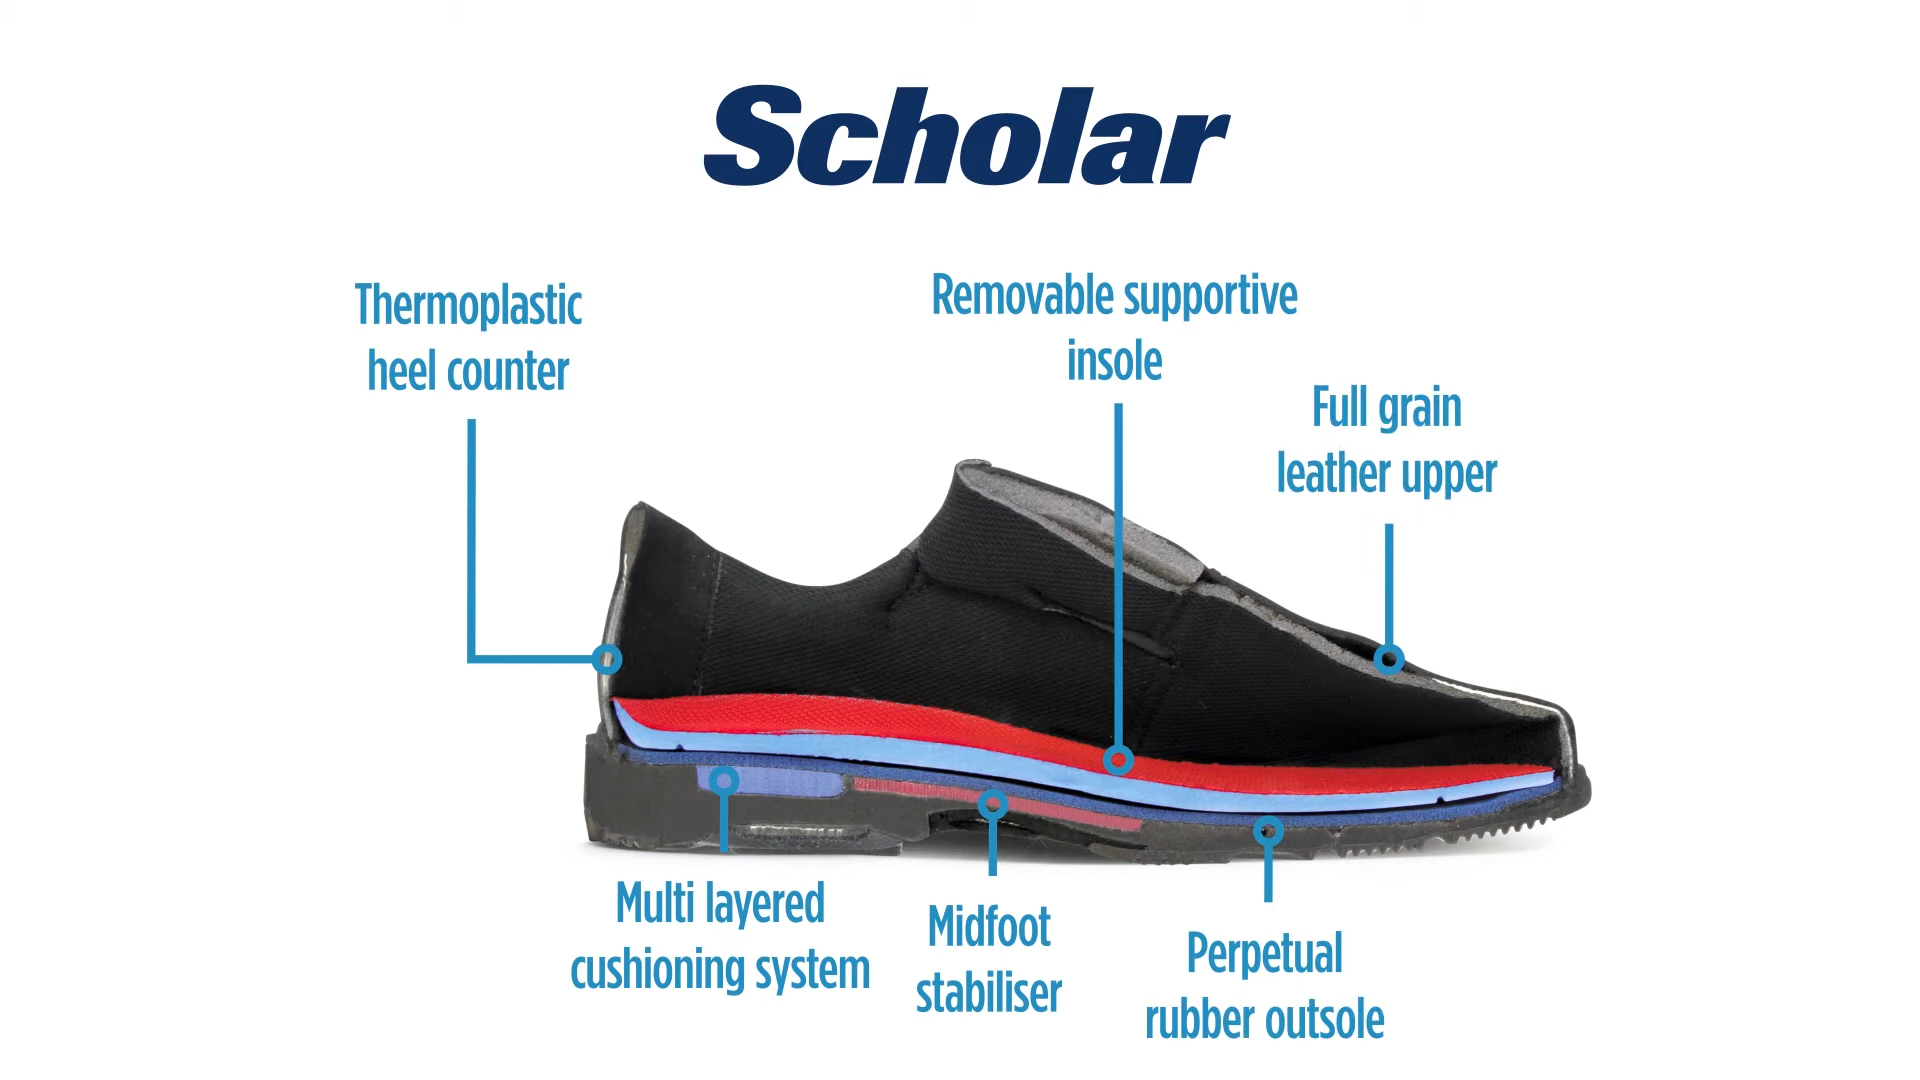 Scholar
Thermoplastic
heel counter
Removable supportive
insole
Full grain
leather upper
Multi layered
cushioning system
Midfoot
stabiliser
Perpetual
rubber outsole